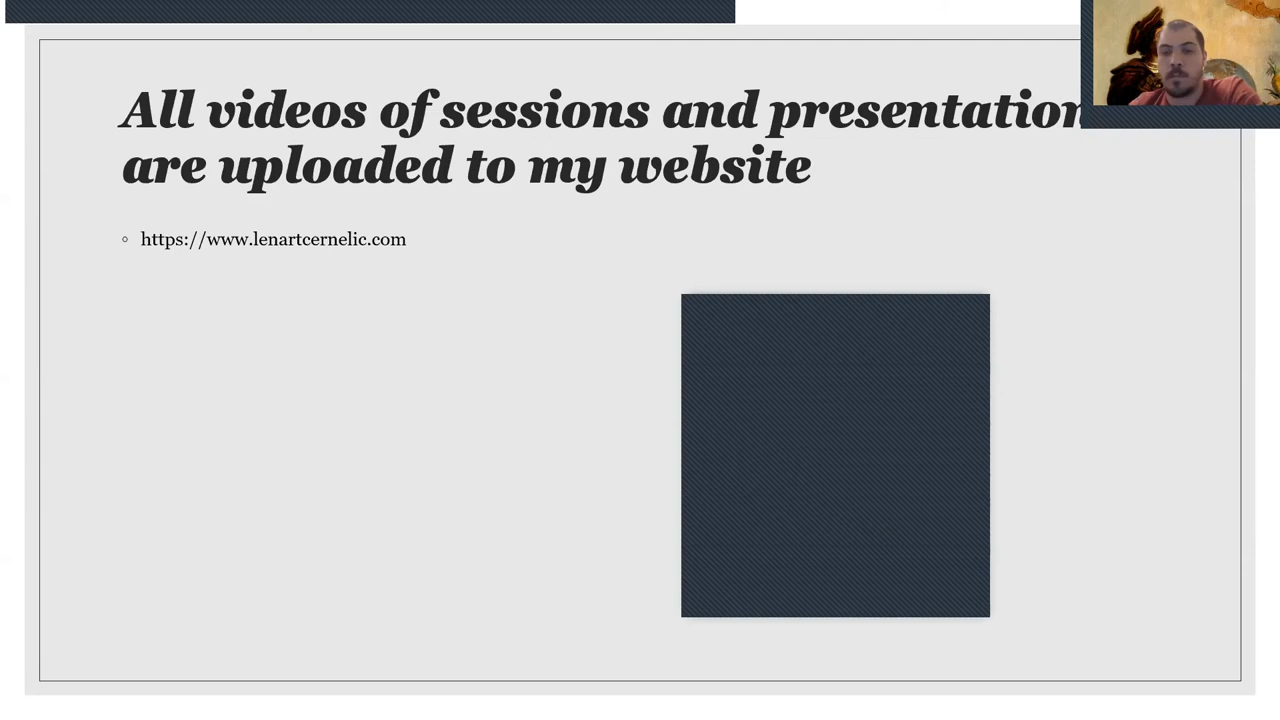 All videos of sessions and presentation
are uploaded to my website
https://www.lenartcernelic.com